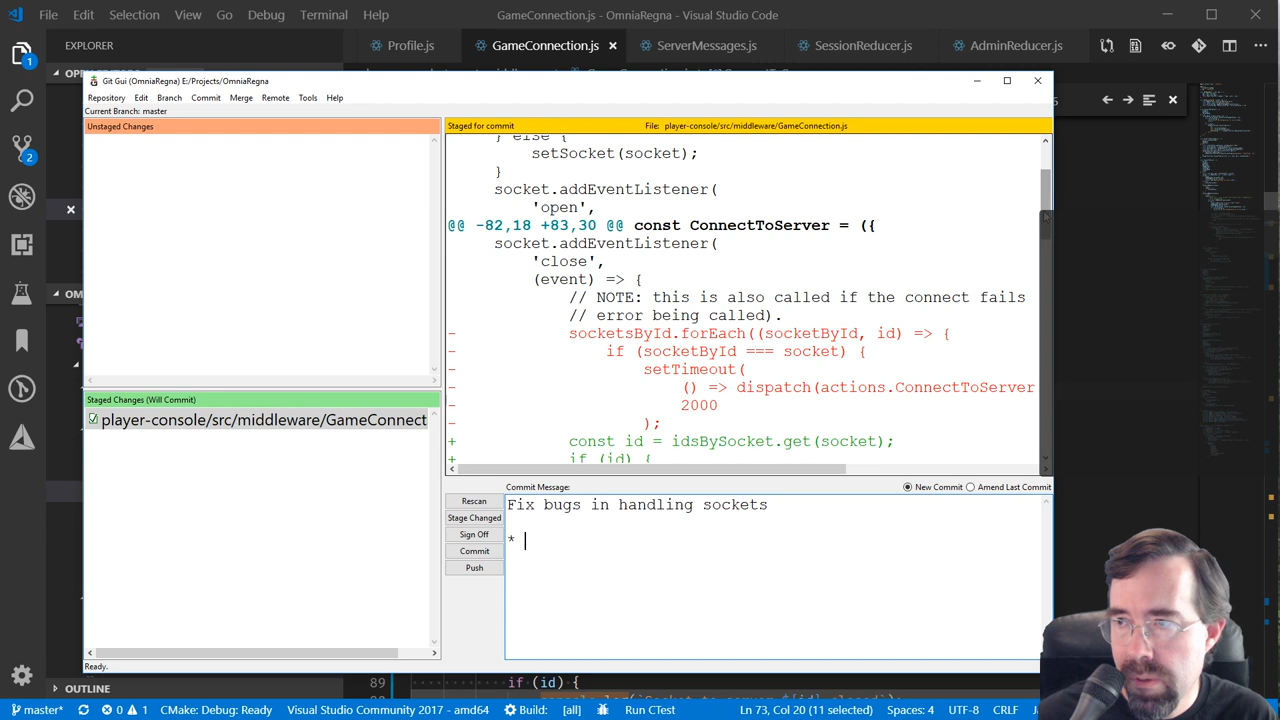 File Edit Selection View Go Debug Terminal Help
GameConnection.js - OmniaRegna - Visual Studio Code
EXPLORER
Profile.js GameConnection.js ServerMessages.js SessionReducer.js AdminReducer.js
Git Gui (OmniaRegna) E:/Projects/OmniaRegna
Repository Edit Branch Commit Merge Remote Tools Help
Current Branch: master
Unstaged Changes
Staged for commit File: player-console/src/middleware/GameConnection.js
} else {
setSocket(socket);
}
socket.addEventListener(
'open',
@@ -82,18 +83,30 @@ const ConnectToServer = ({
socket.addEventListener(
'close',
(event) => {
// NOTE: this is also called if the connect fails
// error being called).
- socketsById.forEach((socketById, id) => {
- if (socketById === socket) {
- setTimeout(
- () => dispatch(actions.ConnectToServer
- 2000
- );
+ const id = idsBySocket.get(socket);
+ if (id) {
Staged Changes (Will Commit)
player-console/src/middleware/GameConnect
Commit Message:
New Commit Amend Last Commit
Rescan
Stage Changed
Sign Off
Commit
Push
Fix bugs in handling sockets
*
Ready.
89 if (id) {
OUTLINE
master* 0 1 CMake: Debug: Ready Visual Studio Community 2017 - amd64 Build: [all] Run CTest Ln 73, Col 20 (11 selected) Spaces: 4 UTF-8 CRLF